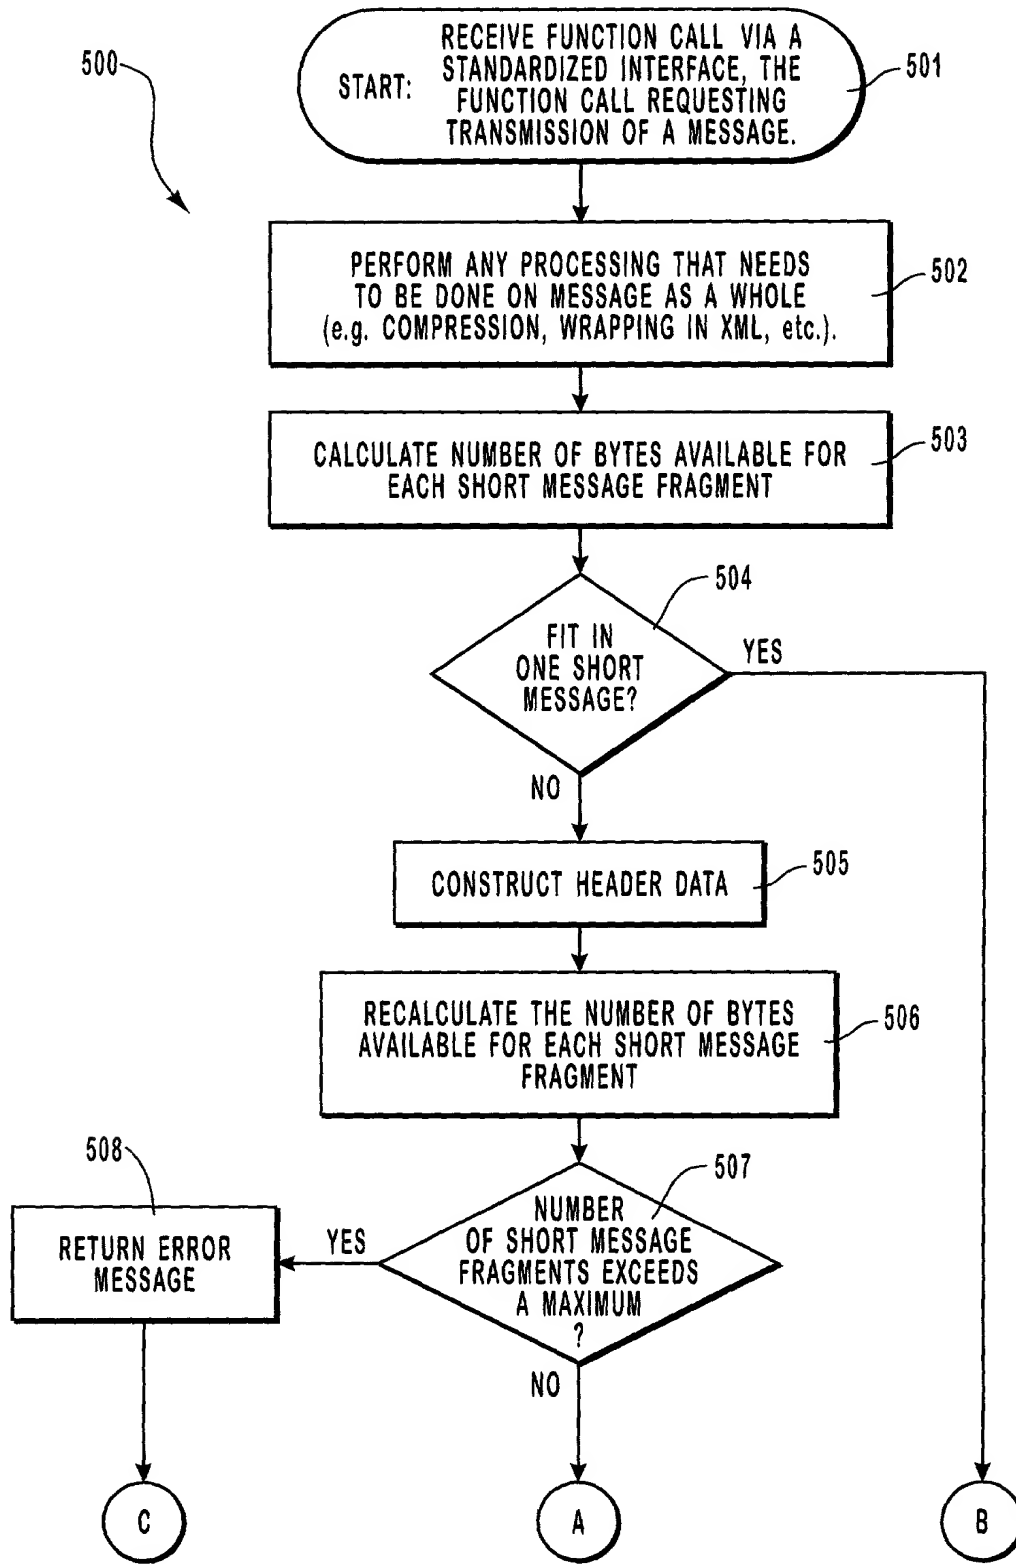 500
START:
RECEIVE FUNCTION CALL VIA A
STANDARDIZED INTERFACE, THE
FUNCTION CALL REQUESTING
TRANSMISSION OF A MESSAGE.
501
PERFORM ANY PROCESSING THAT NEEDS
TO BE DONE ON MESSAGE AS A WHOLE
(e.g. COMPRESSION, WRAPPING IN XML, etc.).
502
CALCULATE NUMBER OF BYTES AVAILABLE FOR
EACH SHORT MESSAGE FRAGMENT
503
FIT IN
ONE SHORT
MESSAGE?
504
YES
NO
CONSTRUCT HEADER DATA
505
RECALCULATE THE NUMBER OF BYTES
AVAILABLE FOR EACH SHORT MESSAGE
FRAGMENT
506
NUMBER
OF SHORT MESSAGE
FRAGMENTS EXCEEDS
A MAXIMUM
?
507
YES
508
RETURN ERROR
MESSAGE
NO
C
A
B